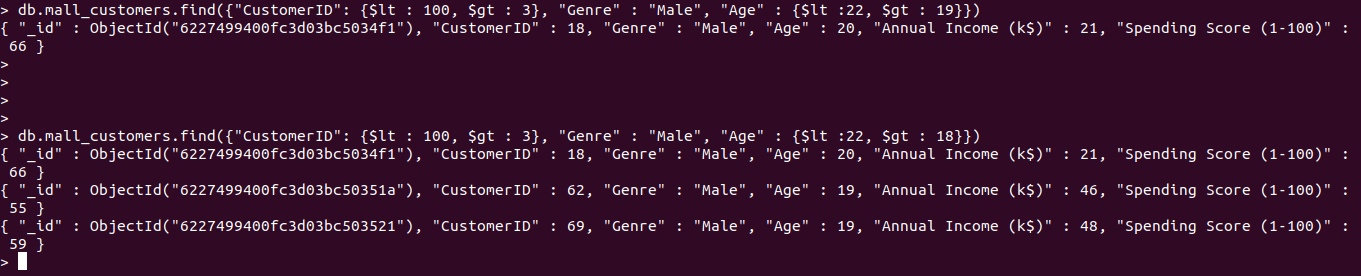 > db.mall_customers.find({"CustomerID": {$lt : 100, $gt : 3}, "Genre" : "Male", "Age" : {$lt :22, $gt : 19}})
{ "_id" : ObjectId("6227499400fc3d03bc5034f1"), "CustomerID" : 18, "Genre" : "Male", "Age" : 20, "Annual Income (k$)" : 21, "Spending Score (1-100)" :
 66 }
>
>
>
>
> db.mall_customers.find({"CustomerID": {$lt : 100, $gt : 3}, "Genre" : "Male", "Age" : {$lt :22, $gt : 18}})
{ "_id" : ObjectId("6227499400fc3d03bc5034f1"), "CustomerID" : 18, "Genre" : "Male", "Age" : 20, "Annual Income (k$)" : 21, "Spending Score (1-100)" :
 66 }
{ "_id" : ObjectId("6227499400fc3d03bc50351a"), "CustomerID" : 62, "Genre" : "Male", "Age" : 19, "Annual Income (k$)" : 46, "Spending Score (1-100)" :
 55 }
{ "_id" : ObjectId("6227499400fc3d03bc503521"), "CustomerID" : 69, "Genre" : "Male", "Age" : 19, "Annual Income (k$)" : 48, "Spending Score (1-100)" :
 59 }
>